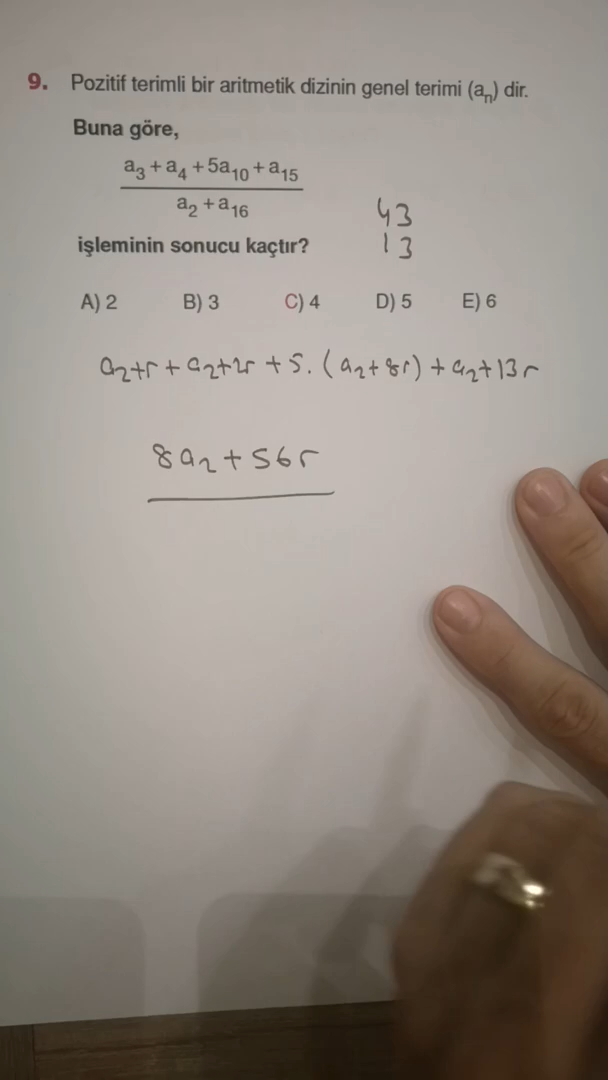 9. Pozitif terimli bir aritmetik dizinin genel terimi (aₙ) dir.
Buna göre,
a₃ + a₄ + 5a₁₀ + a₁₅
a₂ + a₁₆
43
13
işleminin sonucu kaçtır?
A) 2 B) 3 C) 4 D) 5 E) 6
a₂+r + a₂+2r + 5. (a₂+8r) + a₂+13r
8a₂ + 56r